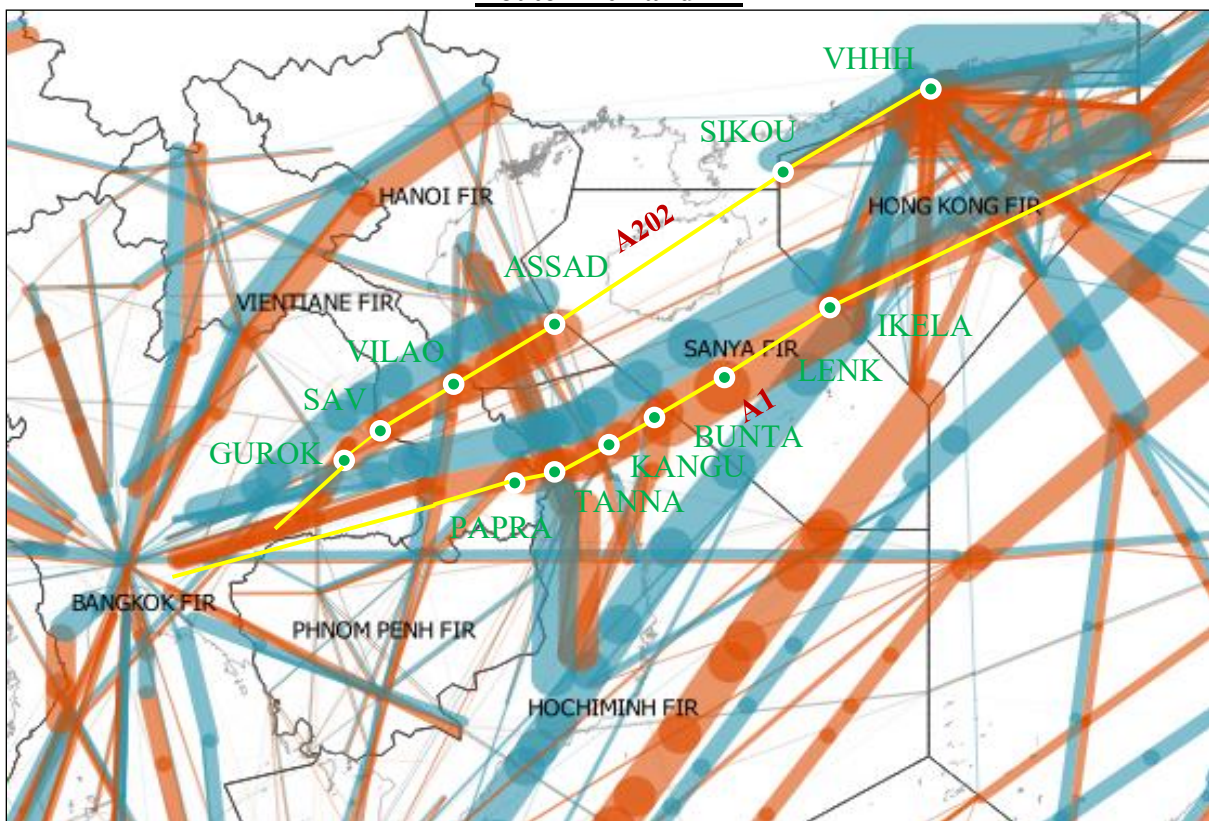 VHHH
SIKOU
HANOI FIR
HONG KONG FIR
A202
ASSAD
VIENTIANE FIR
IKELA
VILAO
SANYA FIR
LENK
SAV
A1
GUROK
BUNTA
KANGU
TANNA
PAPRA
BANGKOK FIR
PHNOM PENH FIR
HOCHIMINH FIR